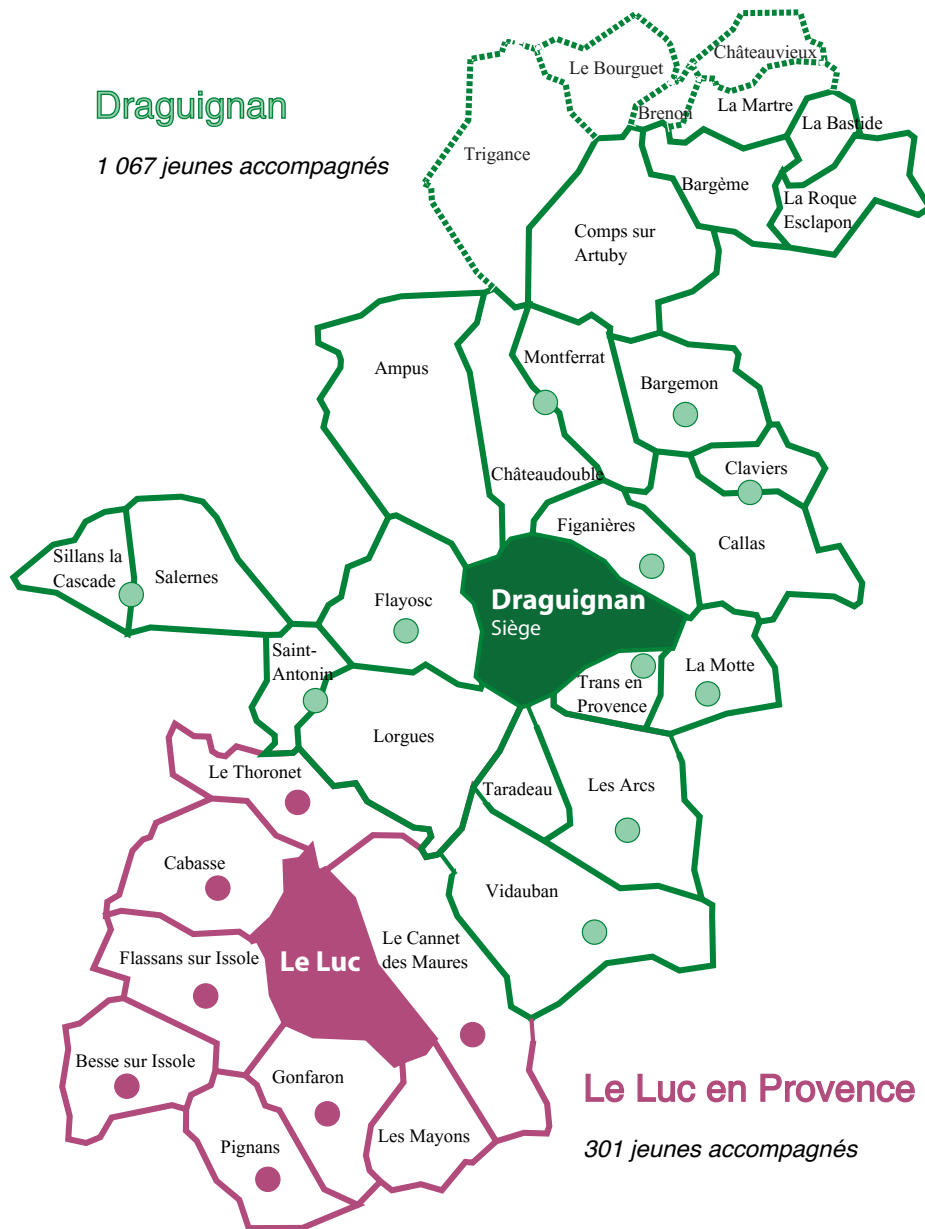 Draguignan
1 067 jeunes accompagnés
Châteauvieux
Le Bourguet
La Martre
Brenon
La Bastide
Trigance
Bargème
La Roque
Esclapon
Comps sur
Artuby
Montferrat
Ampus
Bargemon
Claviers
Châteaudouble
Figanières
Callas
Sillans la
Cascade
Salernes
Flayosc
Draguignan
Siège
Saint-
Antonin
La Motte
Trans en
Provence
Lorgues
Le Thoronet
Taradeau
Les Arcs
Cabasse
Vidauban
Le Cannet
des Maures
Flassans sur Issole
Le Luc
Besse sur Issole
Gonfaron
Les Mayons
Pignans
Le Luc en Provence
301 jeunes accompagnés